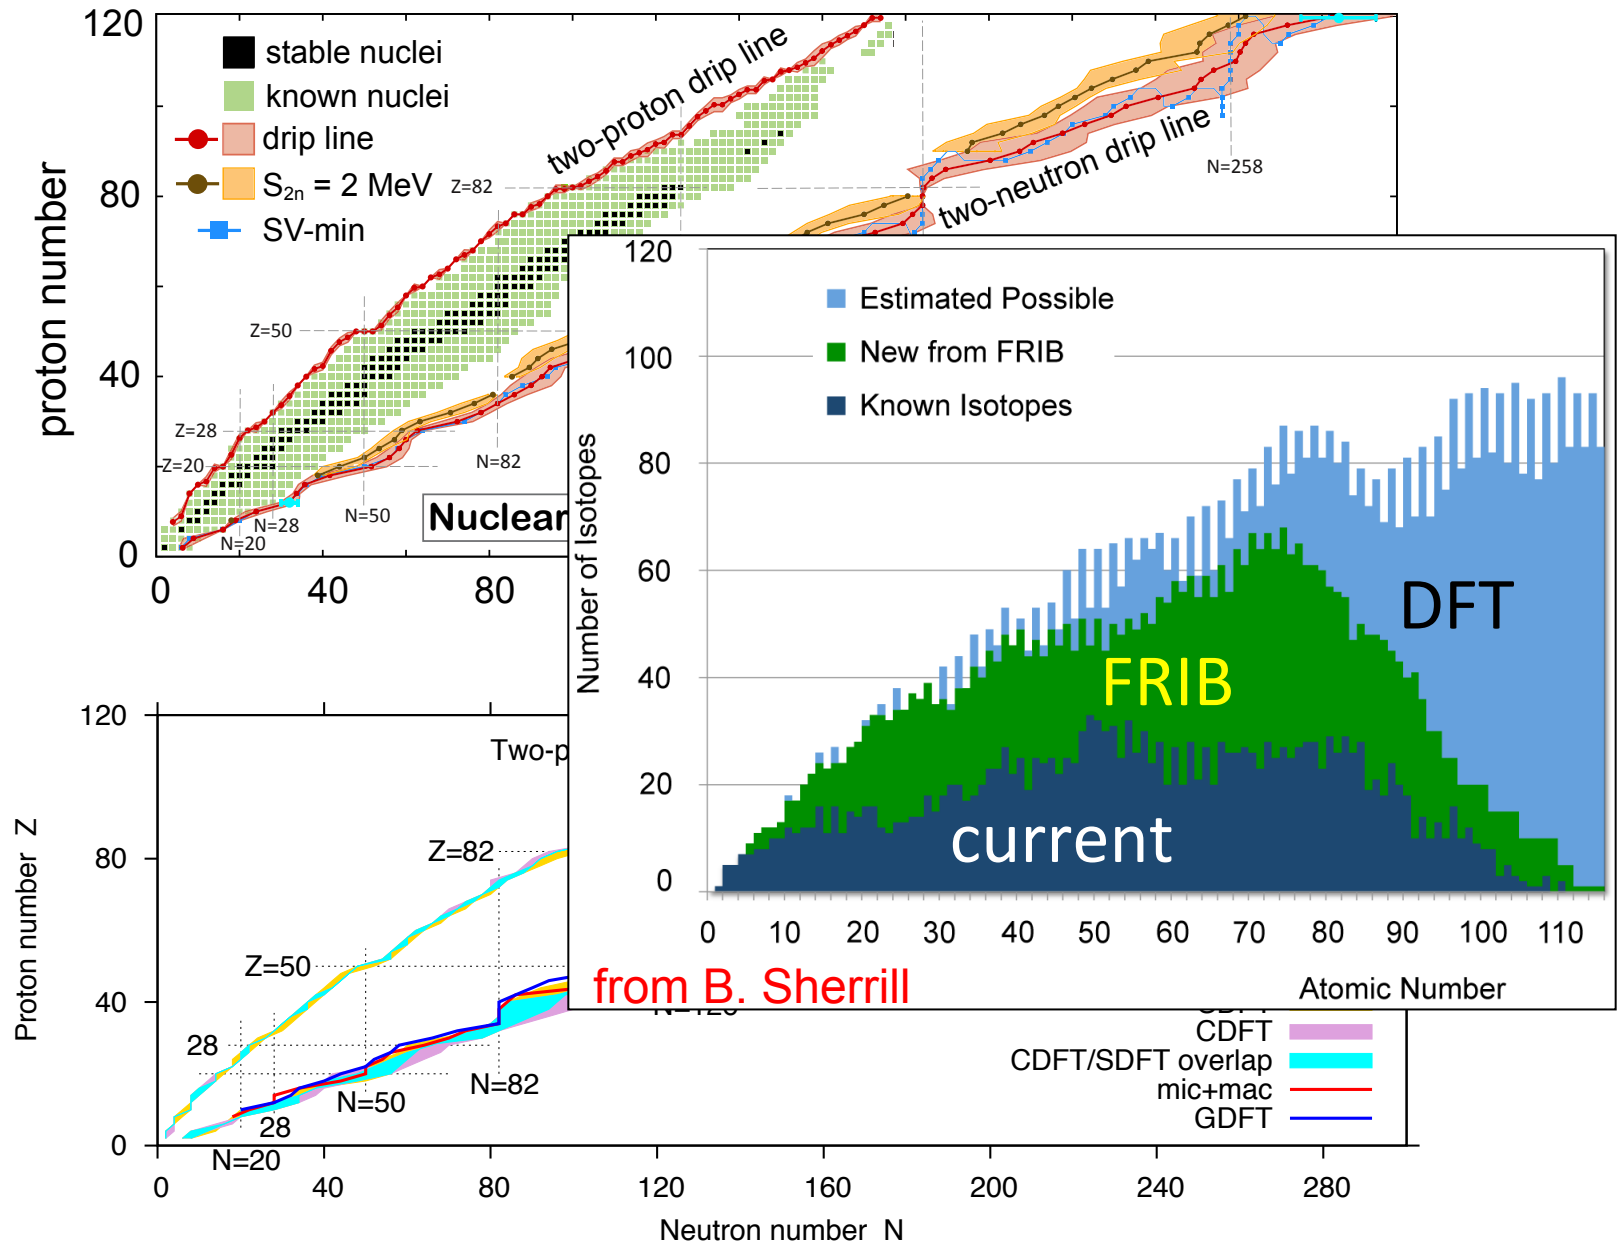 120
80
40
0
proton number
stable nuclei
known nuclei
drip line
S2n = 2 MeV
SV-min
two-proton drip line
two-neutron drip line
Z=82
Z=50
Z=28
Z=20
N=258
N=82
N=50
N=28
N=20
Nuclear
0 40 80
120
100
80
60
40
20
0
Number of Isotopes
Estimated Possible
New from FRIB
Known Isotopes
DFT
FRIB
current
0 10 20 30 40 50 60 70 80 90 100 110
from B. Sherrill
Atomic Number
120
80
40
0
Proton number Z
Two-p
Z=82
Z=50
28
N=82
N=50
28
N=20
CDFT
CDFT/SDFT overlap
mic+mac
GDFT
0 40 80 120 160 200 240 280
Neutron number N